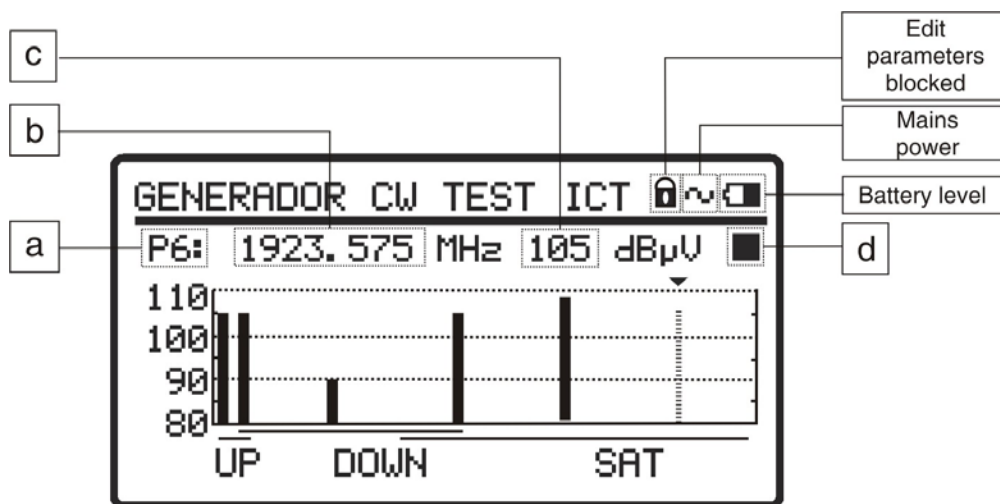 Edit
parameters
blocked
c
Mains
power
b
GENERADOR CW TEST ICT
Battery level
a
P6: 1923.575 MHz 105 dBµV
d
110
100
90
80
UP DOWN SAT